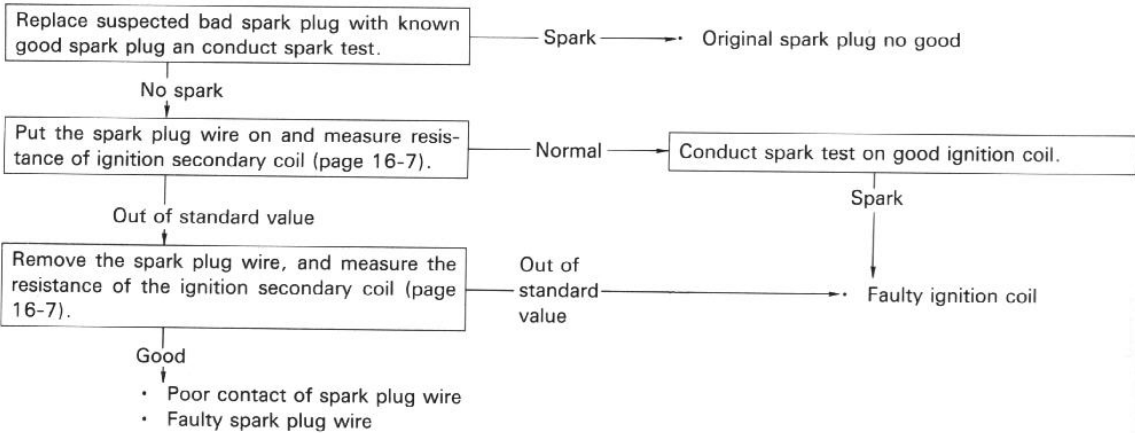 Replace suspected bad spark plug with known
good spark plug an conduct spark test.
Spark
Original spark plug no good
No spark
Put the spark plug wire on and measure resis-
tance of ignition secondary coil (page 16-7).
Normal
Conduct spark test on good ignition coil.
Spark
Out of standard value
Remove the spark plug wire, and measure the
resistance of the ignition secondary coil (page
16-7).
Out of
standard
value
· Faulty ignition coil
Good
· Poor contact of spark plug wire
· Faulty spark plug wire